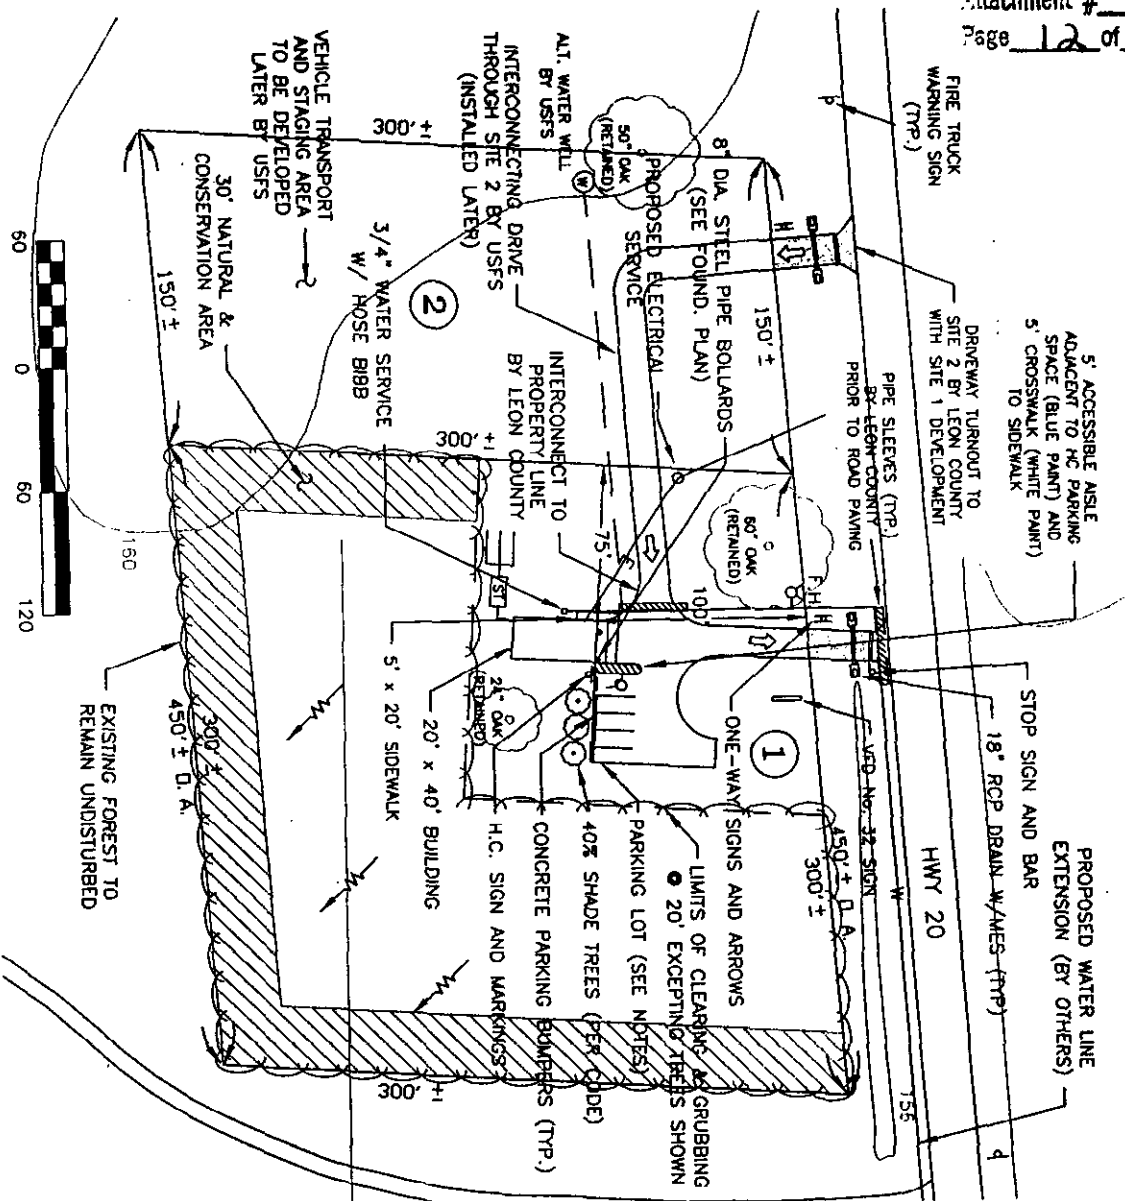 Attachment #
Page 12 of
FIRE TRUCK
WARNING SIGN
(TYP.)
ALT. WATER WELL
BY USFS
INTERCONNECTING DRIVE
THROUGH SITE 2 BY USFS
(INSTALLED LATER)
VEHICLE TRANSPORT
AND STAGING AREA
TO BE DEVELOPED
LATER BY USFS
30' NATURAL &
CONSERVATION AREA
3/4" WATER SERVICE
W/ HOSE BIBB
50" OAK
(RETAINED)
W
PROPOSED ELECTRICAL
SERVICE
8" DIA. STEEL PIPE BOLLARDS
(SEE FOUND. PLAN)
300' ±
150' ±
150' ±
2
H
DRIVEWAY TURNOUT TO
SITE 2 BY LEON COUNTY
WITH SITE 1 DEVELOPMENT
5' ACCESSIBLE AISLE
ADJACENT TO HC PARKING
SPACE (BLUE PAINT) AND
5' CROSSWALK (WHITE PAINT)
TO SIDEWALK
PIPE SLEEVES (TYP.)
BY LEON COUNTY
PRIOR TO ROAD PAVING
INTERCONNECT TO
PROPERTY LINE
BY LEON COUNTY
300' ±
75'
60" OAK
(RETAINED)
F.H.
H
100
ST
1
STOP SIGN AND BAR
18" RCP DRAIN W/MES (TYP)
PROPOSED WATER LINE
EXTENSION (BY OTHERS)
HWY 20
W
VFD No. 32 SIGN
450' ± O.A.
300' ±
155
ONE-WAY SIGNS AND ARROWS
LIMITS OF CLEARING & GRUBBING
@ 20' EXCEPTING TREES SHOWN
PARKING LOT (SEE NOTES)
40% SHADE TREES (PER CODE)
CONCRETE PARKING BUMPERS (TYP.)
H.C. SIGN AND MARKINGS
24" OAK
(RETAINED)
20' x 40' BUILDING
5' x 20' SIDEWALK
300' ±
450' ± O.A.
300' ±
EXISTING FOREST TO
REMAIN UNDISTURBED
160
60 0 60 120